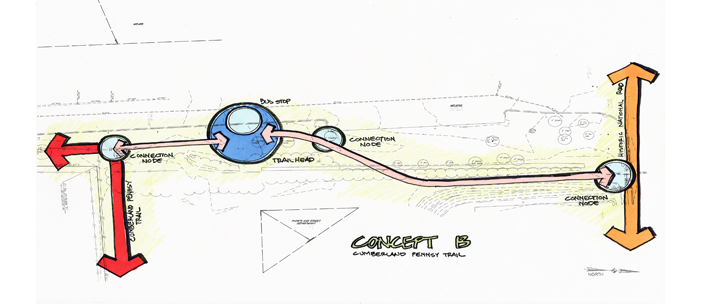 BUS STOP
CONNECTION
NODE
TRAIL HEAD
CONNECTION
NODE
HISTORIC NATIONAL ROAD
CONNECTION
NODE
CUMBERLAND PENNSY
TRAIL
CONCEPT B
CUMBERLAND PENNSY TRAIL
NORTH